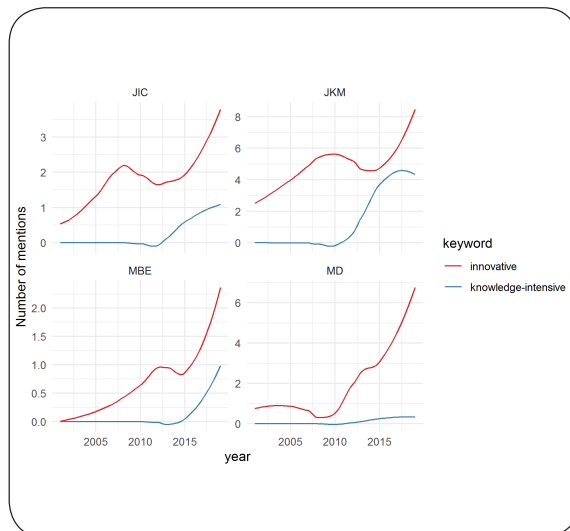 JIC JKM
3 8
2 6
1 4
0 2
0
Number of mentions
keyword
innovative
knowledge-intensive
MBE MD
2.0 6
1.5 4
1.0 2
0.5 0
0.0
2005 2010 2015 2005 2010 2015
year